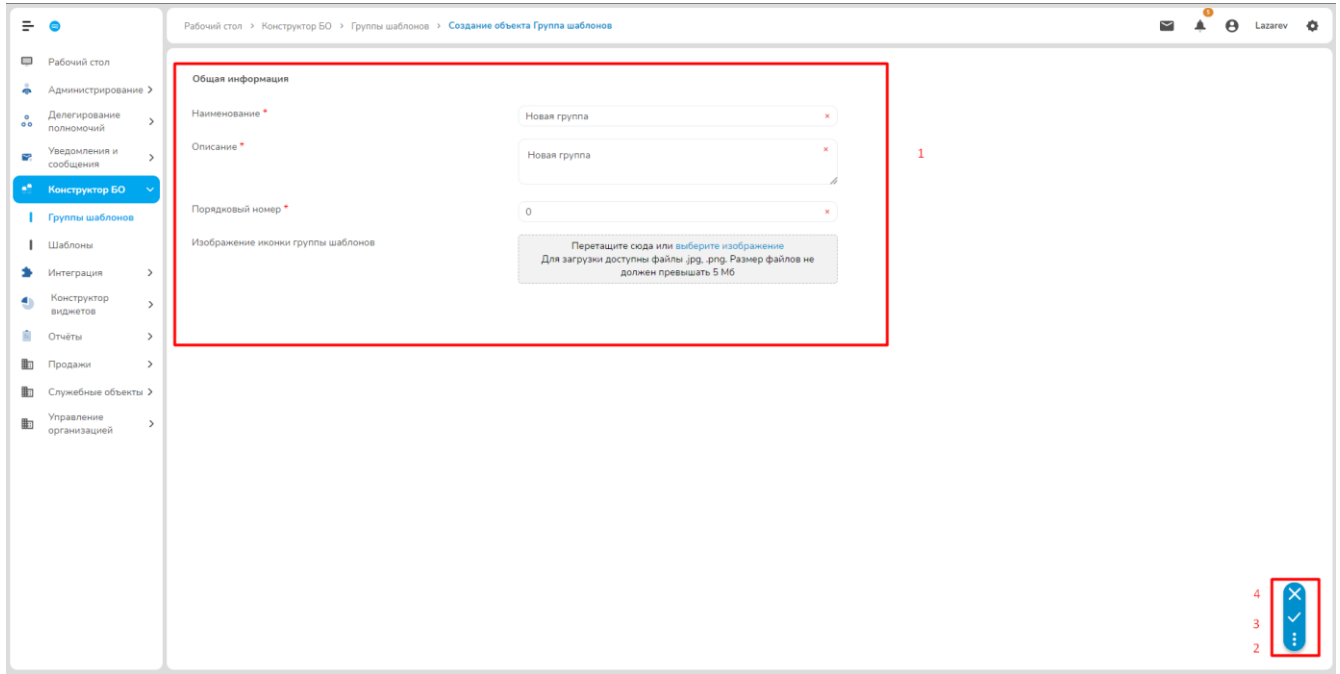 Рабочий стол > Конструктор БО > Группы шаблонов > Создание объекта Группа шаблонов
5
Lazarev
Рабочий стол
Администрирование
Делегирование
полномочий
Уведомления и
сообщения
Конструктор БО
Группы шаблонов
Шаблоны
Интеграция
Конструктор
виджетов
Отчёты
Продажи
Служебные объекты
Управление
организацией
Общая информация
Наименование *
Новая группа
Описание *
Новая группа
1
Порядковый номер *
0
Изображение иконки группы шаблонов
Перетащите сюда или выберите изображение
Для загрузки доступны файлы .jpg, .png. Размер файлов не
должен превышать 5 Мб
4
3
2